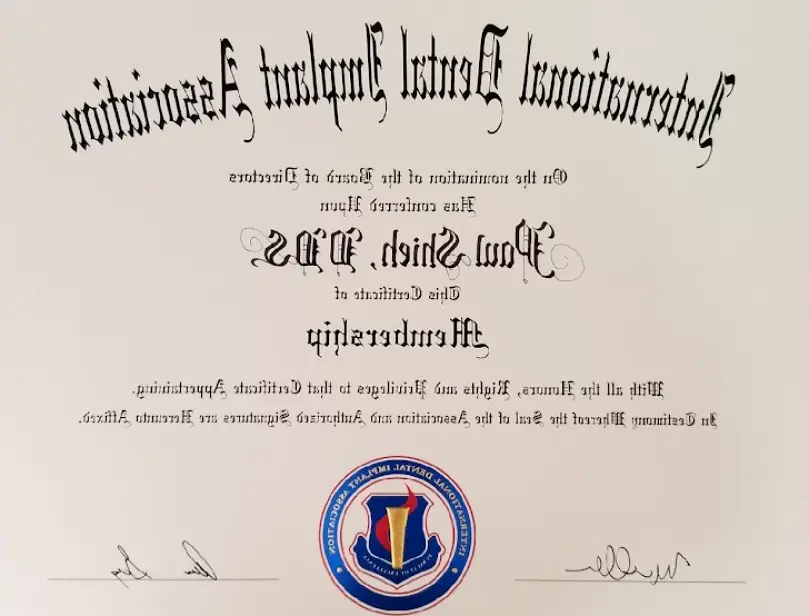 International Dental Implant Association
On the nomination of the Board of Directors
Has conferred Upon
Paul Shieh, DDS
This Certificate of
Membership
With all the Honors, Rights and Privileges to that Certificate Appertaining.
In Testimony Whereof the Seal of the Association and Authorized Signatures are Hereunto Affixed.
INTERNATIONAL DENTAL IMPLANT ASSOCIATION